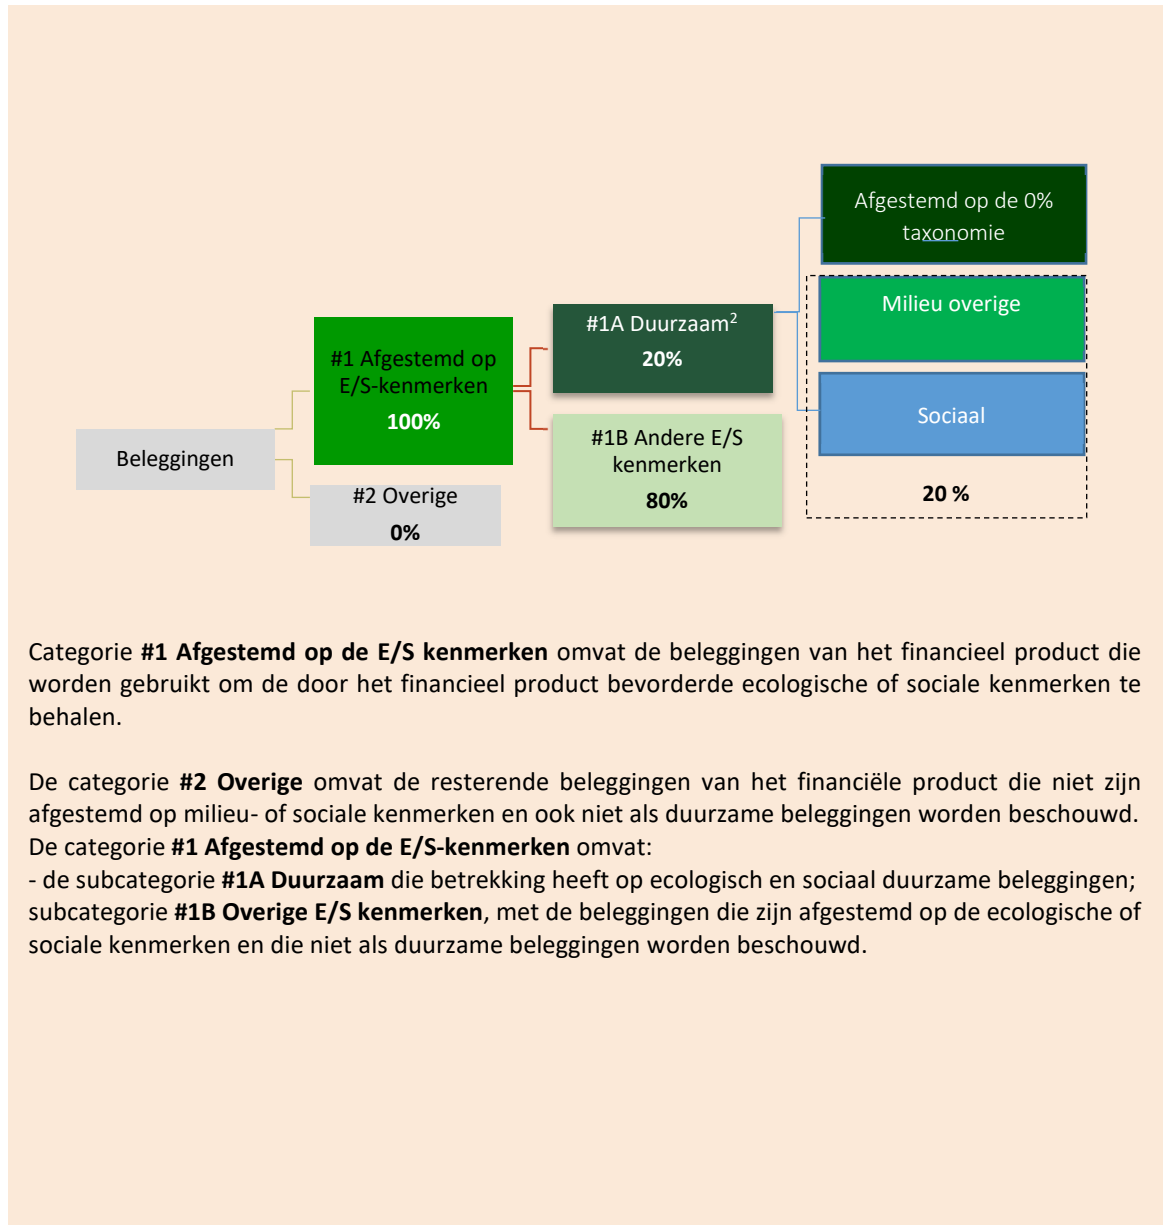 Afgestemd op de 0%
taxonomie
Milieu overige
#1A Duurzaam2
20%
#1 Afgestemd op
E/S-kenmerken
100%
Sociaal
#1B Andere E/S
kenmerken
80%
Beleggingen
#2 Overige
0%
20 %
Categorie #1 Afgestemd op de E/S kenmerken omvat de beleggingen van het financieel product die
worden gebruikt om de door het financieel product bevorderde ecologische of sociale kenmerken te
behalen.
De categorie #2 Overige omvat de resterende beleggingen van het financiële product die niet zijn
afgestemd op milieu- of sociale kenmerken en ook niet als duurzame beleggingen worden beschouwd.
De categorie #1 Afgestemd op de E/S-kenmerken omvat:
- de subcategorie #1A Duurzaam die betrekking heeft op ecologisch en sociaal duurzame beleggingen;
subcategorie #1B Overige E/S kenmerken, met de beleggingen die zijn afgestemd op de ecologische of
sociale kenmerken en die niet als duurzame beleggingen worden beschouwd.